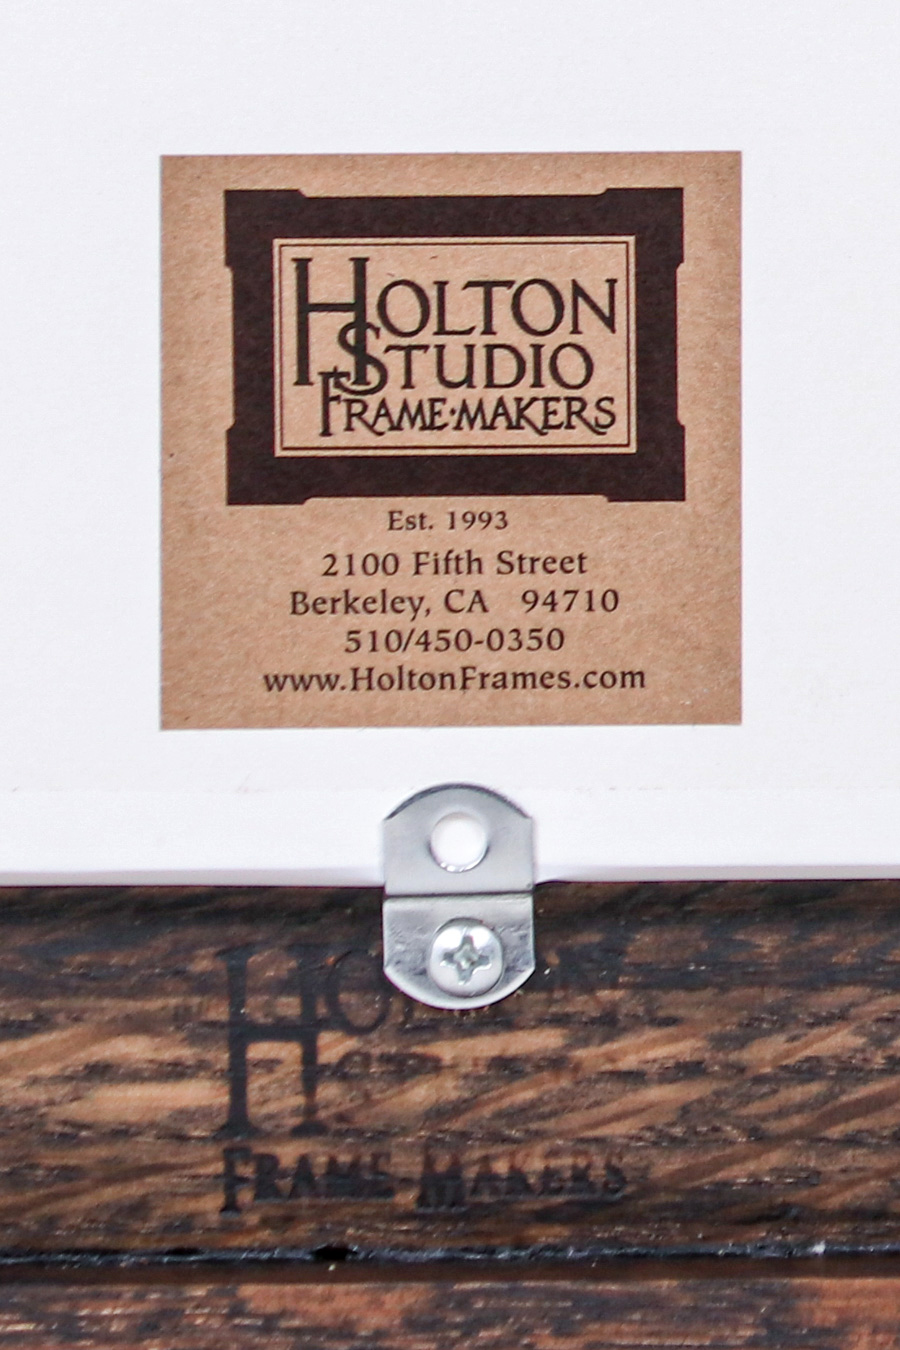 HOLTON
STUDIO
FRAME·MAKERS
Est. 1993
2100 Fifth Street
Berkeley, CA 94710
510/450-0350
www.HoltonFrames.com
FRAME·MAKERS